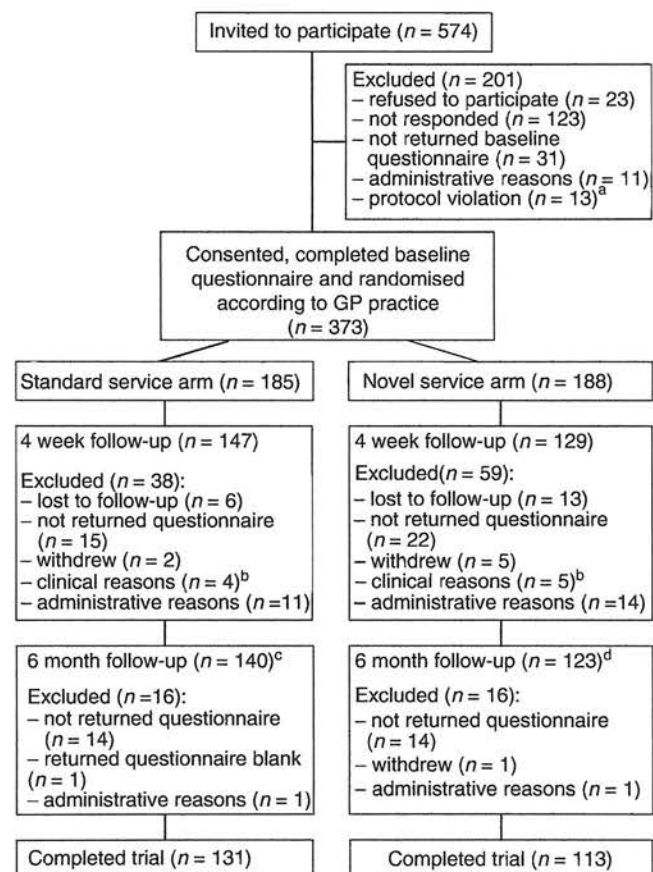 Invited to participate (n = 574)
Excluded (n = 201)
– refused to participate (n = 23)
– not responded (n = 123)
– not returned baseline
questionnaire (n = 31)
– administrative reasons (n = 11)
– protocol violation (n = 13)a
Consented, completed baseline
questionnaire and randomised
according to GP practice
(n = 373)
Standard service arm (n = 185)
4 week follow-up (n = 147)
Excluded (n = 38):
– lost to follow-up (n = 6)
– not returned questionnaire
(n = 15)
– withdrew (n = 2)
– clinical reasons (n = 4)b
– administrative reasons (n =11)
6 month follow-up (n = 140)c
Excluded (n =16):
– not returned questionnaire
(n = 14)
– returned questionnaire blank
(n = 1)
– administrative reasons (n = 1)
Completed trial (n = 131)
Novel service arm (n = 188)
4 week follow-up (n = 129)
Excluded(n = 59):
– lost to follow-up (n = 13)
– not returned questionnaire
(n = 22)
– withdrew (n = 5)
– clinical reasons (n = 5)b
– administrative reasons (n =14)
6 month follow-up (n = 123)d
Excluded (n = 16):
– not returned questionnaire
(n = 14)
– withdrew (n = 1)
– administrative reasons (n = 1)
Completed trial (n = 113)